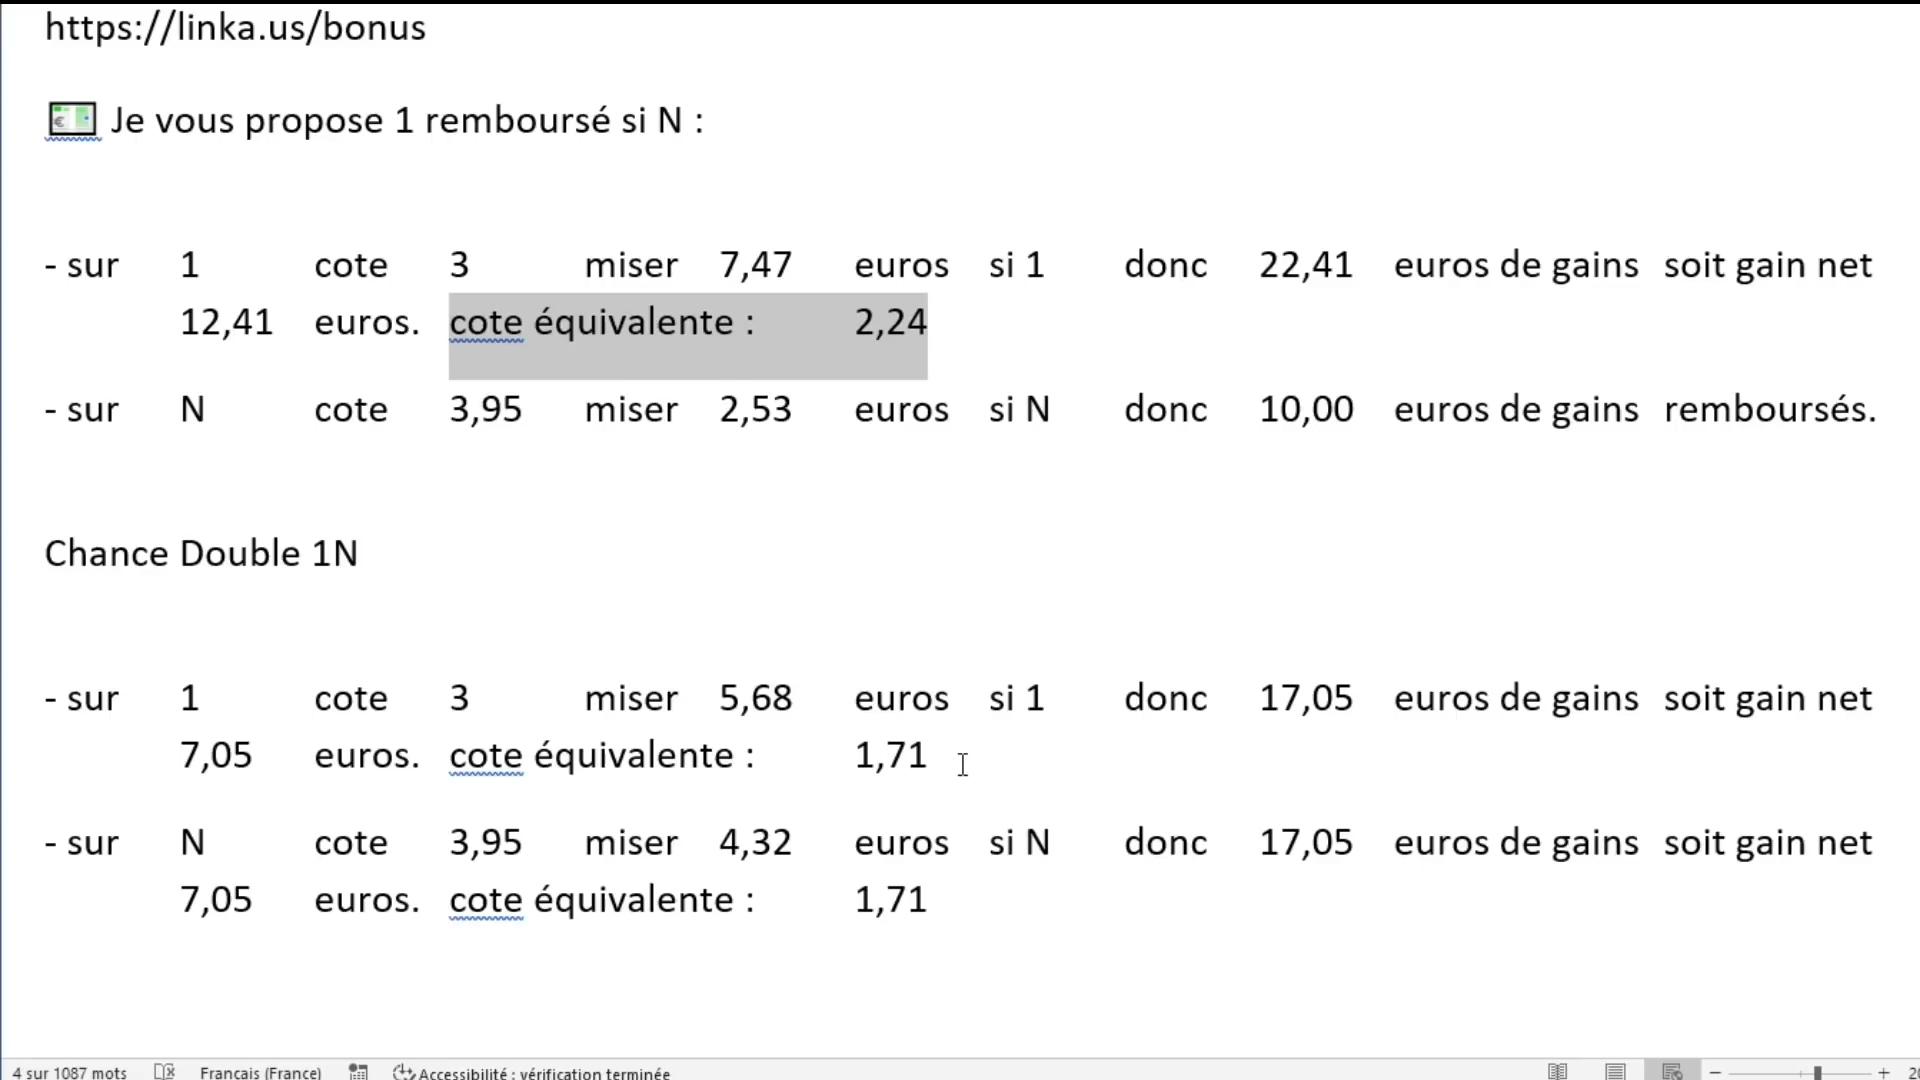 https://linka.us/bonus
Je vous propose 1 remboursé si N :
- sur 1 cote 3 miser 7,47 euros si 1 donc 22,41 euros de gains soit gain net
12,41 euros. cote équivalente : 2,24
- sur N cote 3,95 miser 2,53 euros si N donc 10,00 euros de gains remboursés.
Chance Double 1N
- sur 1 cote 3 miser 5,68 euros si 1 donc 17,05 euros de gains soit gain net
7,05 euros. cote équivalente : 1,71
- sur N cote 3,95 miser 4,32 euros si N donc 17,05 euros de gains soit gain net
7,05 euros. cote équivalente : 1,71
4 sur 1087 mots Français (France) Accessibilité : vérification terminée